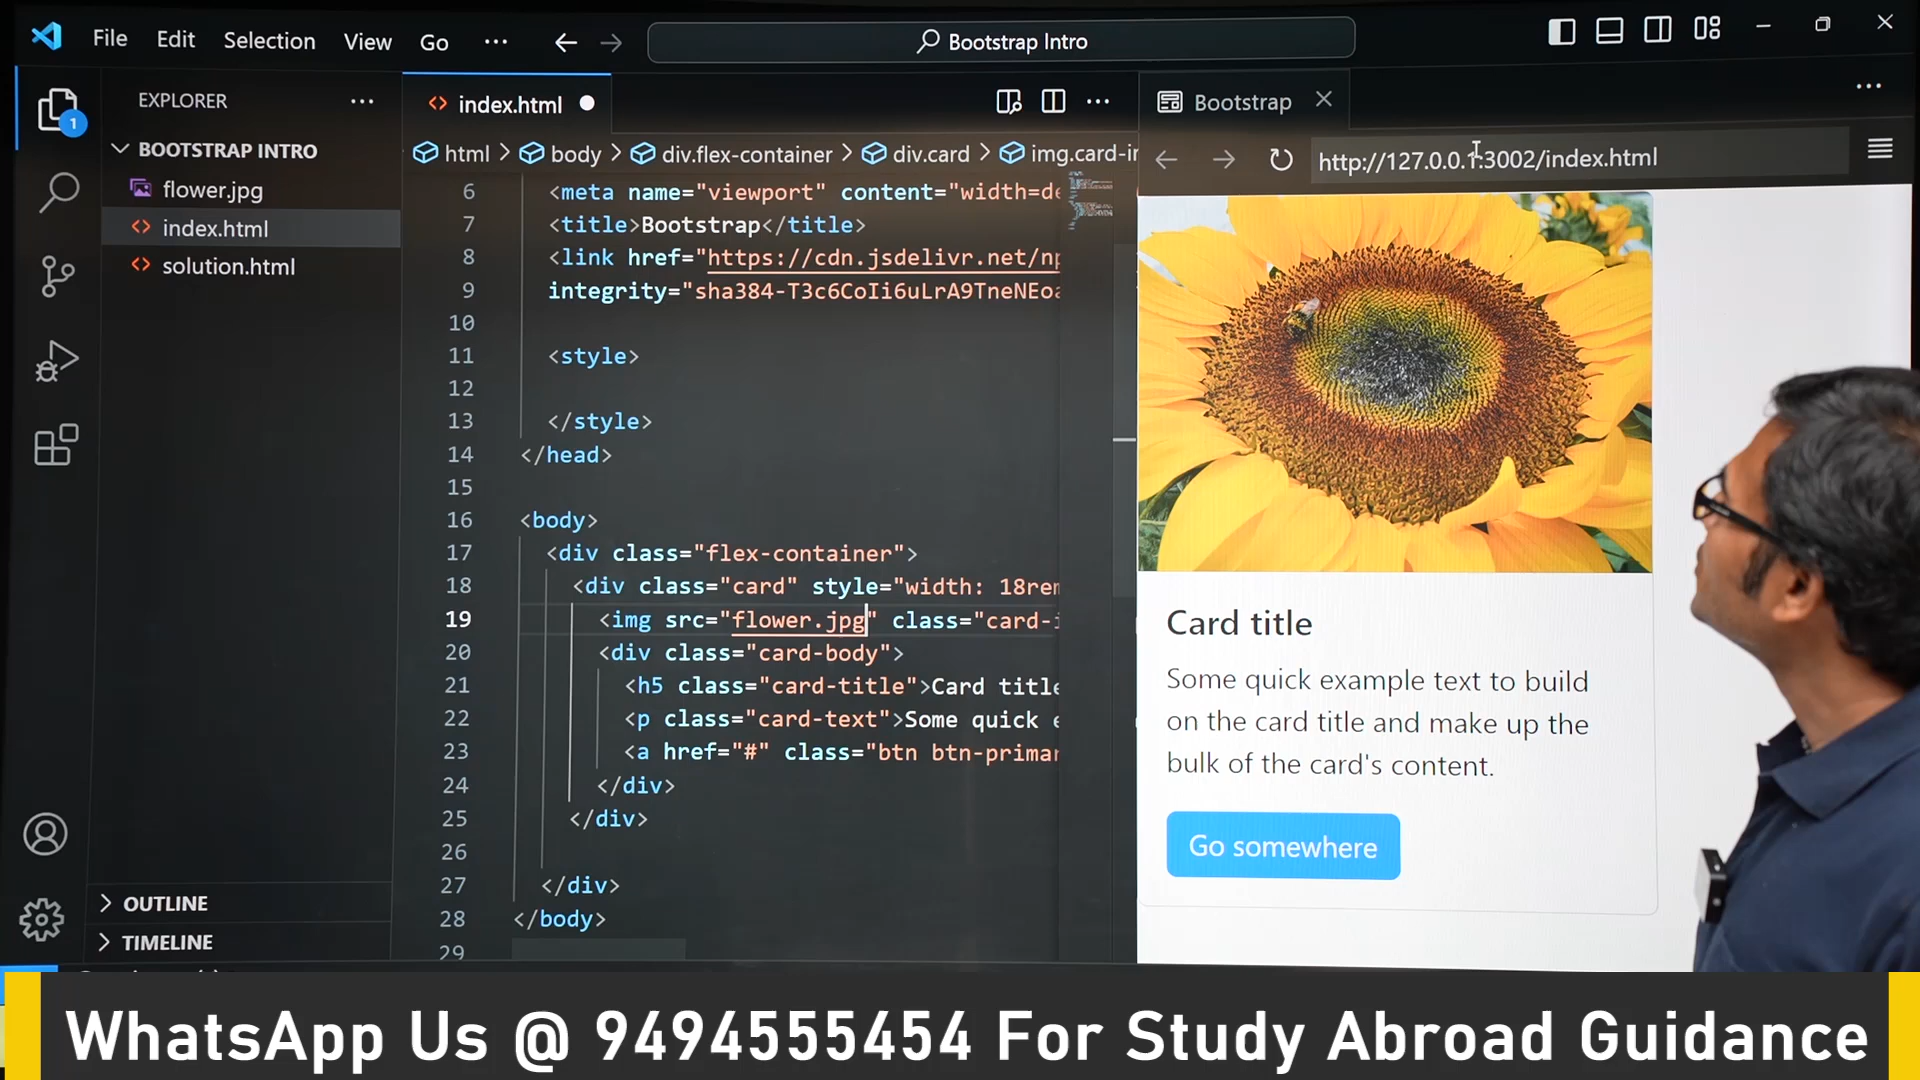 File Edit Selection View Go ··· Bootstrap Intro
EXPLORER ··· index.html ··· Bootstrap ···
1
BOOTSTRAP INTRO
flower.jpg
index.html
solution.html
OUTLINE
TIMELINE
html > body > div.flex-container > div.card > img.card-i
6 <meta name="viewport" content="width=de
7 <title>Bootstrap</title>
8 <link href="https://cdn.jsdelivr.net/np
9 integrity="sha384-T3c6CoIi6uLrA9TneNEoa
10
11 <style>
12
13 </style>
14 </head>
15
16 <body>
17 <div class="flex-container">
18 <div class="card" style="width: 18rem
19 <img src="flower.jpg" class="card-i
20 <div class="card-body">
21 <h5 class="card-title">Card title
22 <p class="card-text">Some quick e
23 <a href="#" class="btn btn-primar
24 </div>
25 </div>
26
27 </div>
28 </body>
29
http://127.0.0.1:3002/index.html
Card title
Some quick example text to build
on the card title and make up the
bulk of the card's content.
Go somewhere
WhatsApp Us @ 9494555454 For Study Abroad Guidance